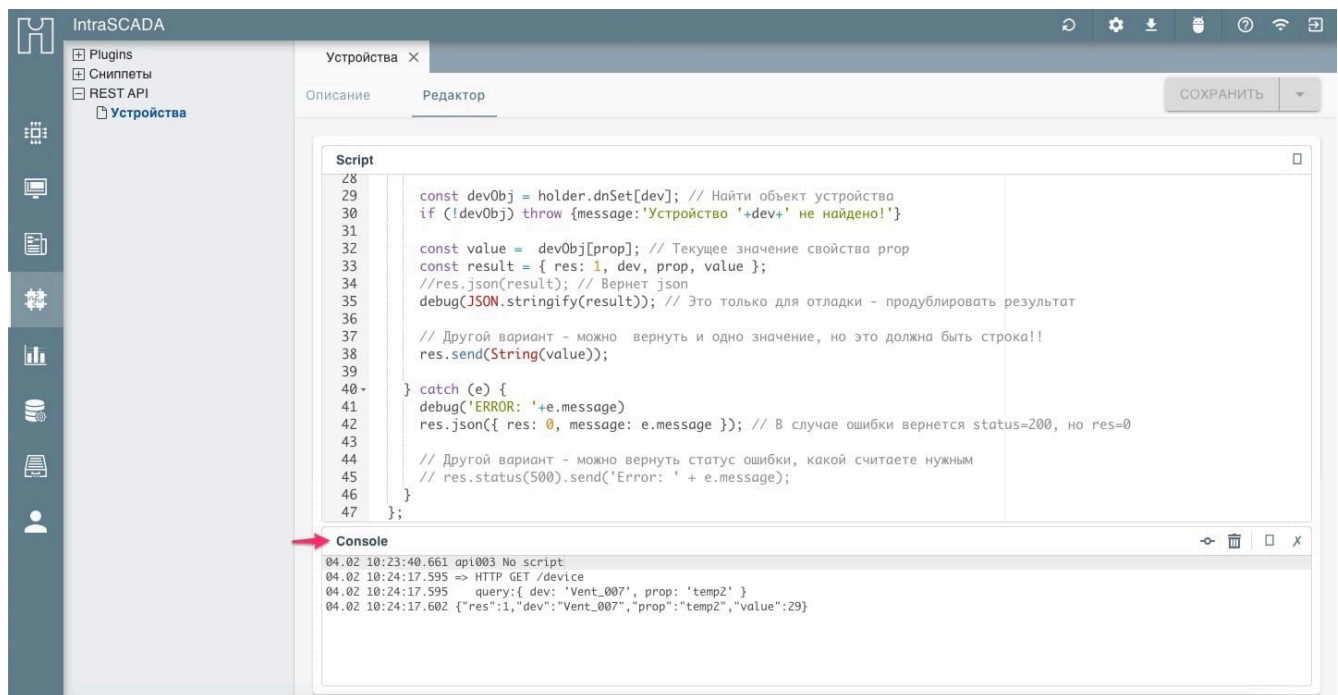 IntraSCADA
Plugins
Сниппеты
REST API
Устройства
Устройства
Описание
Редактор
СОХРАНИТЬ
Script
28
29 const devObj = holder.dnSet[dev]; // Найти объект устройства
30 if (!devObj) throw {message:'Устройство '+dev+' не найдено!'}
31
32 const value =  devObj[prop]; // Текущее значение свойства prop
33 const result = { res: 1, dev, prop, value };
34 //res.json(result); // Вернет json
35 debug(JSON.stringify(result)); // Это только для отладки - продублировать результат
36
37 // Другой вариант - можно  вернуть и одно значение, но это должна быть строка!!
38 res.send(String(value));
39
40 } catch (e) {
41 debug('ERROR: '+e.message)
42 res.json({ res: 0, message: e.message }); // В случае ошибки вернется status=200, но res=0
43
44 // Другой вариант - можно вернуть статус ошибки, какой считаете нужным
45 // res.status(500).send('Error: ' + e.message);
46 }
47 };
Console
04.02 10:23:40.661 api003 No script
04.02 10:24:17.595 => HTTP GET /device
04.02 10:24:17.595 query:{ dev: 'Vent_007', prop: 'temp2' }
04.02 10:24:17.602 {"res":1,"dev":"Vent_007","prop":"temp2","value":29}